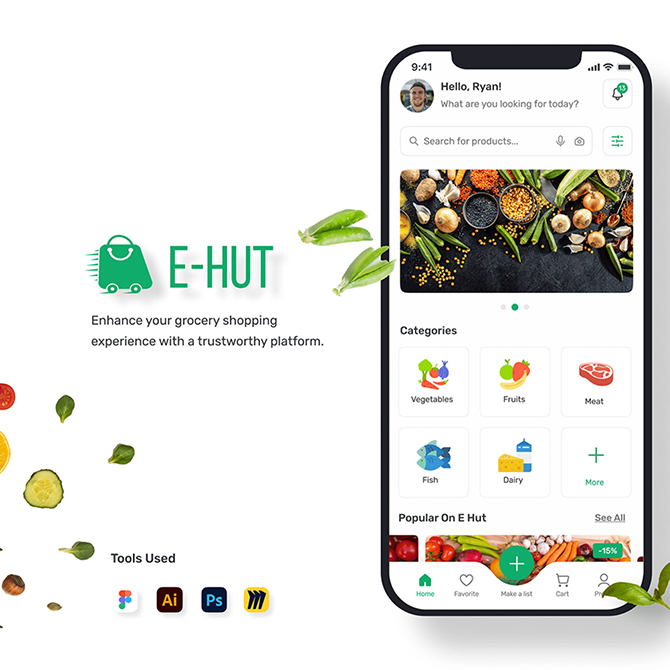 E-HUT
Enhance your grocery shopping
experience with a trustworthy platform.
Tools Used
Ai
Ps
9:41
Hello, Ryan!
13
What are you looking for today?
Search for products...
Categories
Vegetables
Fruits
Meat
Fish
Dairy
More
Popular On E Hut
See All
-15%
Home
Favorite
Make a list
Cart